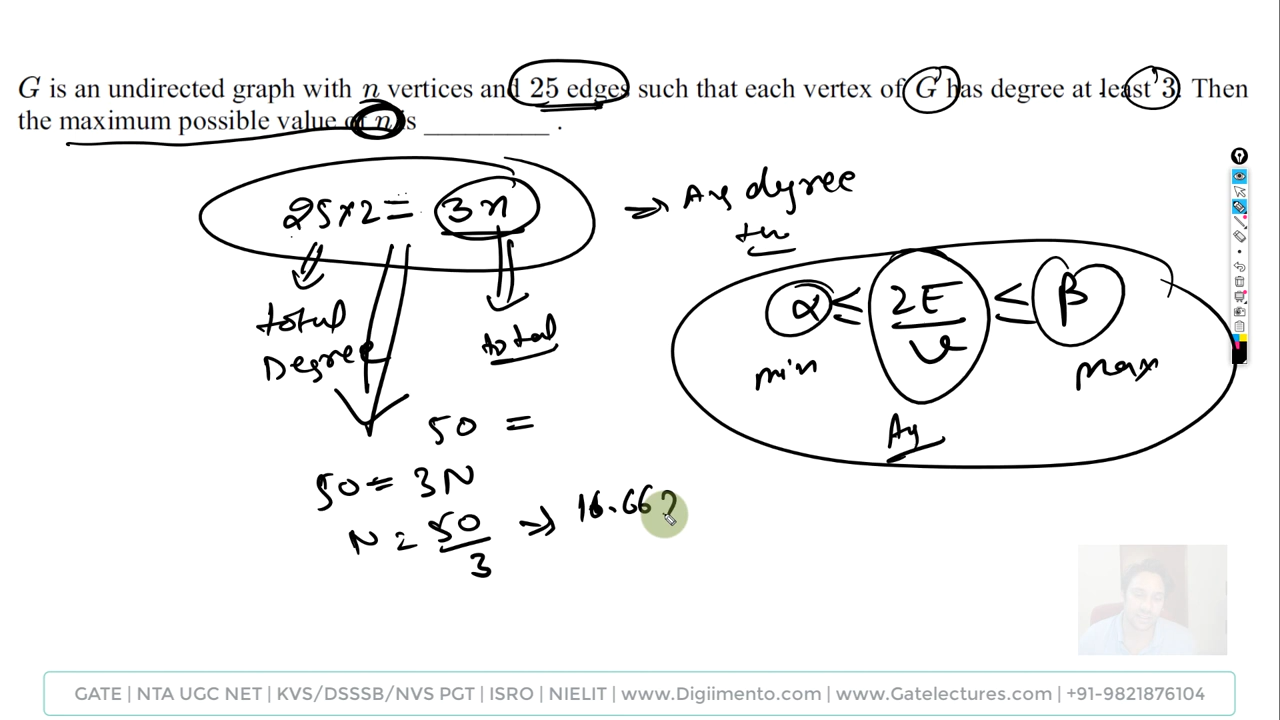 G is an undirected graph with n vertices and 25 edges such that each vertex of G has degree at least 3. Then
the maximum possible value of n is __________ .
25×2 = 3n
→ Avg degree
α ≤ 2E/v ≤ β
total
Degree
total
min
max
50 =
Avg
50 = 3N
N = 50/3 ⇒ 16.66
GATE | NTA UGC NET | KVS/DSSSB/NVS PGT | ISRO | NIELIT | www.Digiimento.com | www.Gatelectures.com | +91-9821876104